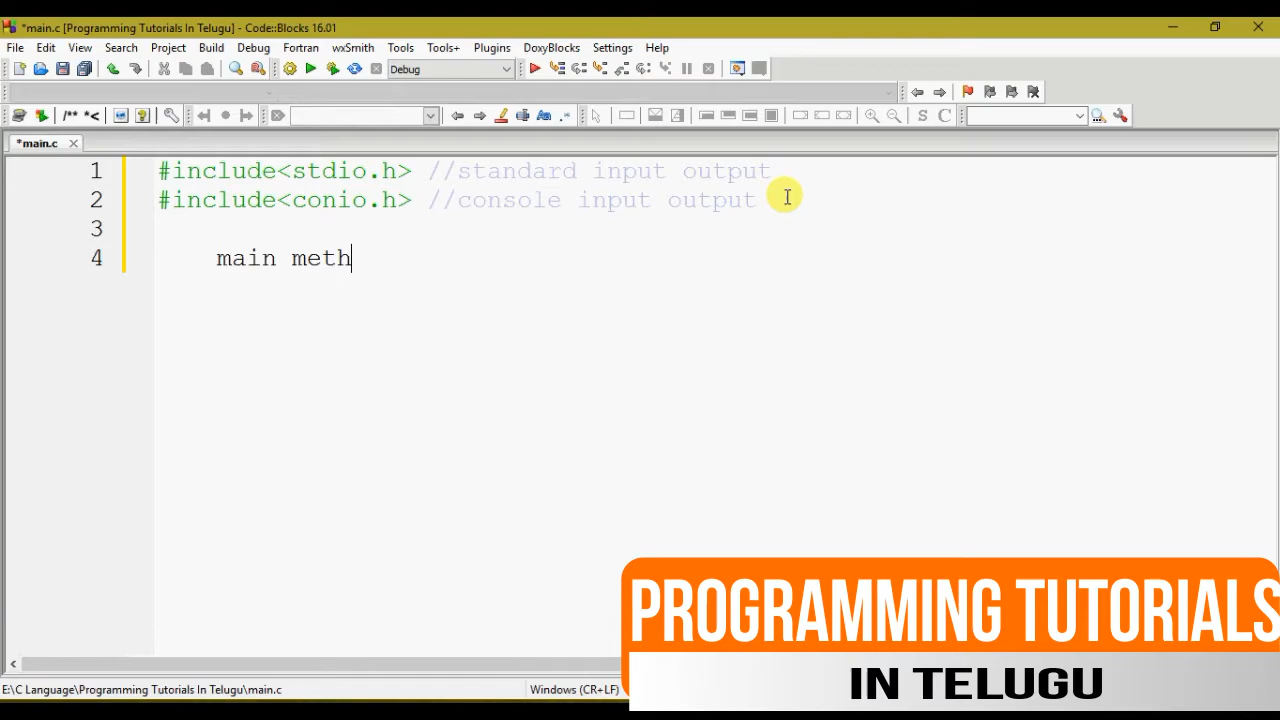 *main.c [Programming Tutorials In Telugu] - Code::Blocks 16.01
File Edit View Search Project Build Debug Fortran wxSmith Tools Tools+ Plugins DoxyBlocks Settings Help
Debug
/** *<
Aa .*
S C
*main.c
1 #include<stdio.h> //standard input output
2 #include<conio.h> //console input output
3
4 main meth
PROGRAMMING TUTORIALS
IN TELUGU
E:\C Language\Programming Tutorials In Telugu\main.c Windows (CR+LF)